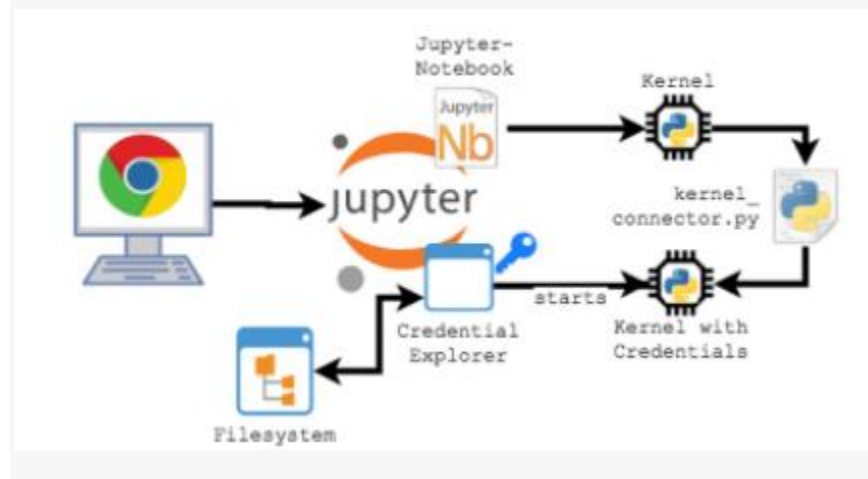 Jupyter-
Notebook
Kernel
Jupyter
Nb
jupyter
kernel_
connector.py
starts
Credential
Explorer
Kernel with
Credentials
Filesystem